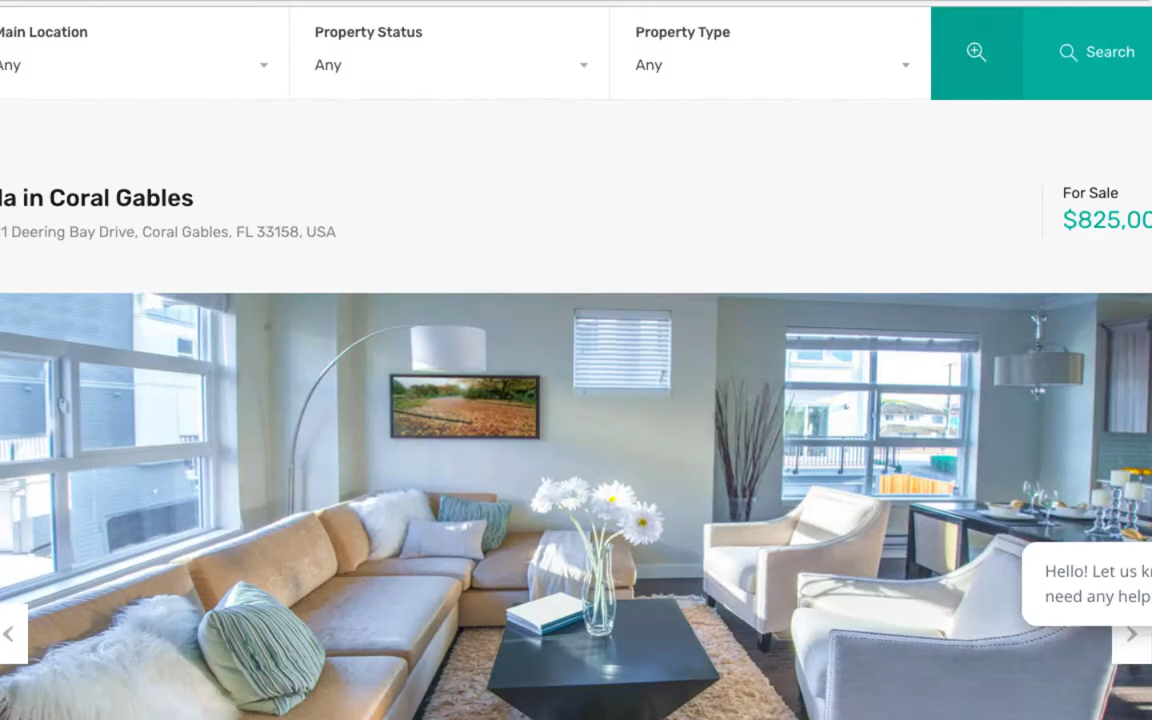 Main Location
Property Status
Property Type
Any
Any
Any
Search
la in Coral Gables
1 Deering Bay Drive, Coral Gables, FL 33158, USA
For Sale
$825,00
Hello! Let us k
need any help